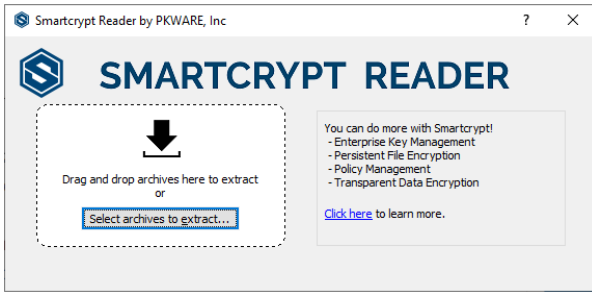 Smartcrypt Reader by PKWARE, Inc
?
SMARTCRYPT READER
Drag and drop archives here to extract
or
Select archives to extract...
You can do more with Smartcrypt!
- Enterprise Key Management
- Persistent File Encryption
- Policy Management
- Transparent Data Encryption
Click here to learn more.